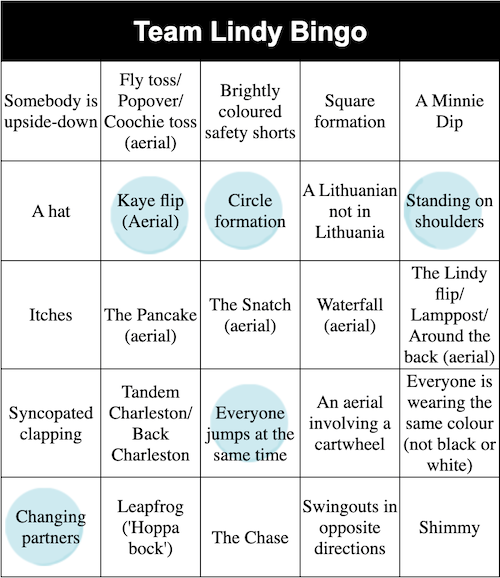 Team Lindy Bingo
Somebody is
upside-down
Fly toss/
Popover/
Coochie toss
(aerial)
Brightly
coloured
safety shorts
Square
formation
A Minnie
Dip
A hat
Kaye flip
(Aerial)
Circle
formation
A Lithuanian
not in
Lithuania
Standing on
shoulders
Itches
The Pancake
(aerial)
The Snatch
(aerial)
Waterfall
(aerial)
The Lindy
flip/
Lamppost/
Around the
back (aerial)
Syncopated
clapping
Tandem
Charleston/
Back
Charleston
Everyone
jumps at the
same time
An aerial
involving a
cartwheel
Everyone is
wearing the
same colour
(not black or
white)
Changing
partners
Leapfrog
('Hoppa
bock')
The Chase
Swingouts in
opposite
directions
Shimmy